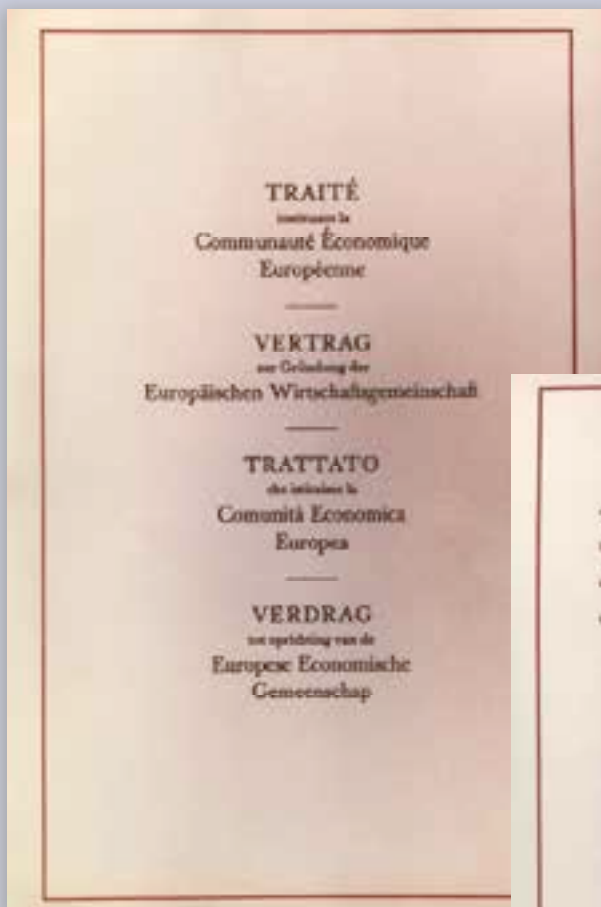 TRAITÉ
instituant la
Communauté Économique
Européenne
VERTRAG
zur Gründung der
Europäischen Wirtschaftsgemeinschaft
TRATTATO
che istituisce la
Comunità Economica
Europea
VERDRAG
tot oprichting van de
Europese Economische
Gemeenschap